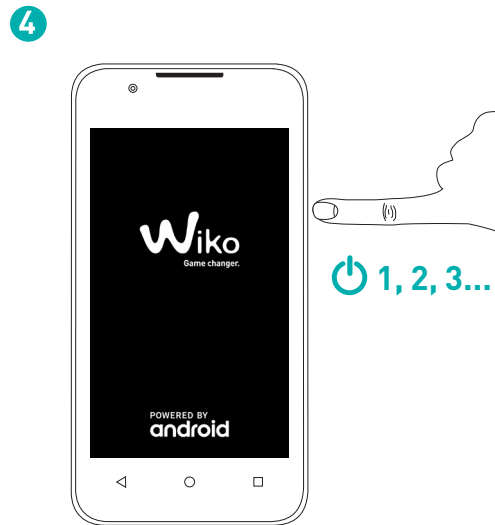 4
Wiko
Game changer.
1, 2, 3...
POWERED BY
android